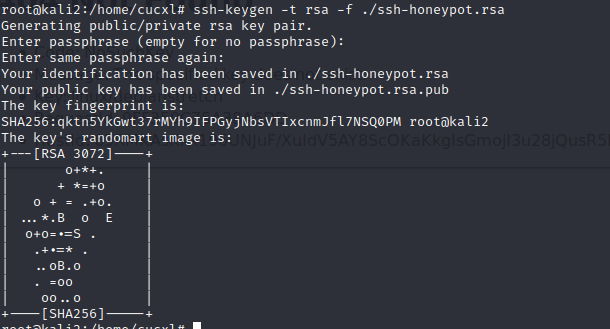 root@kali2:/home/cucxl# ssh-keygen -t rsa -f ./ssh-honeypot.rsa
Generating public/private rsa key pair.
Enter passphrase (empty for no passphrase):
Enter same passphrase again:
Your identification has been saved in ./ssh-honeypot.rsa
Your public key has been saved in ./ssh-honeypot.rsa.pub
The key fingerprint is:
SHA256:qktn5YkGwt37rMYh9IFPGyjNbsVTIxcnmJfl7NSQ0PM root@kali2
The key's randomart image is:
+---[RSA 3072]----+
|        o+*+.    |
|       + *=+o    |
|    o + = .+o.   |
|  ...*.B  o  E   |
|   o+o=*=S .     |
|    .+*=* .      |
|    ..oB.o       |
|    . =oo        |
|     oo..o       |
+----[SHA256]-----+
root@kali2:/home/cucxl#